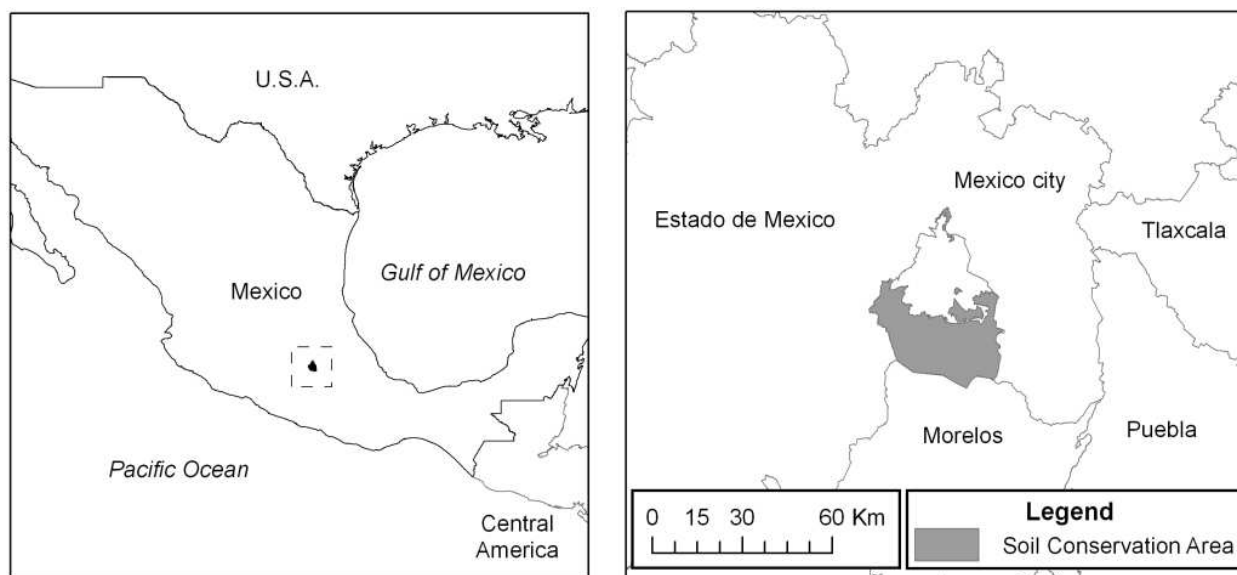 U.S.A.
Gulf of Mexico
Mexico
Pacific Ocean
Central
America
Mexico city
Estado de Mexico
Tlaxcala
Morelos
Puebla
0 15 30 60 Km
Legend
Soil Conservation Area